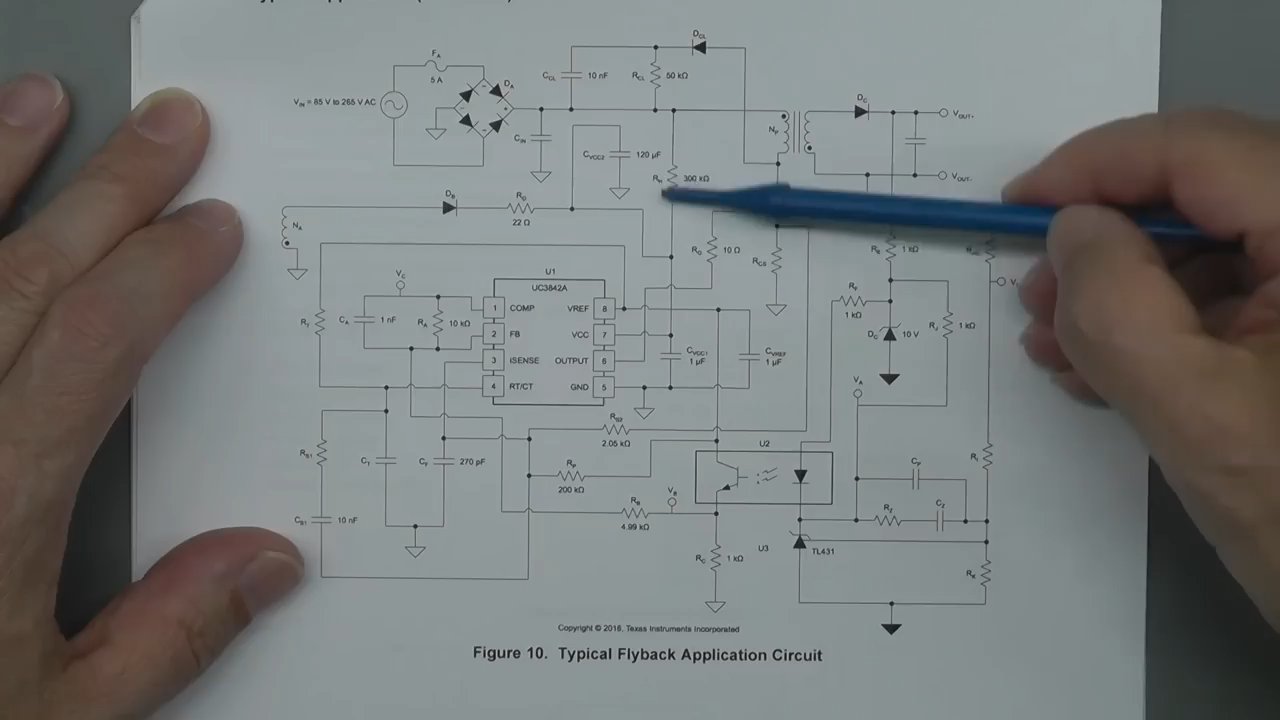 D_CL
F_A
5 A
D_A
C_CL 10 nF
R_CL 50 kΩ
V_IN = 85 V to 265 V AC
D_C
V_OUT+
N_P
C_IN
C_VCC2 120 µF
R_H 300 kΩ
V_OUT-
D_B
R_G
22 Ω
N_A
R_G 10 Ω
R_CS
1 kΩ
U1
UC3842A
V_C
R_T
C_A 1 nF
R_A 10 kΩ
1 COMP VREF 8
2 FB VCC 7
3 ISENSE OUTPUT 6
4 RT/CT GND 5
C_VCC1
1 µF
C_VREF
1 µF
R_F
1 kΩ
D_C 10 V
R_J 1 kΩ
V_A
R_S2
2.05 kΩ
U2
R_S1
C_T
C_F 270 pF
R_P
200 kΩ
C_P
R_I
R_Z
C_Z
R_B
4.99 kΩ
V_B
C_S1 10 nF
R_C 1 kΩ
U3
TL431
R_K
Copyright © 2016, Texas Instruments Incorporated
Figure 10. Typical Flyback Application Circuit